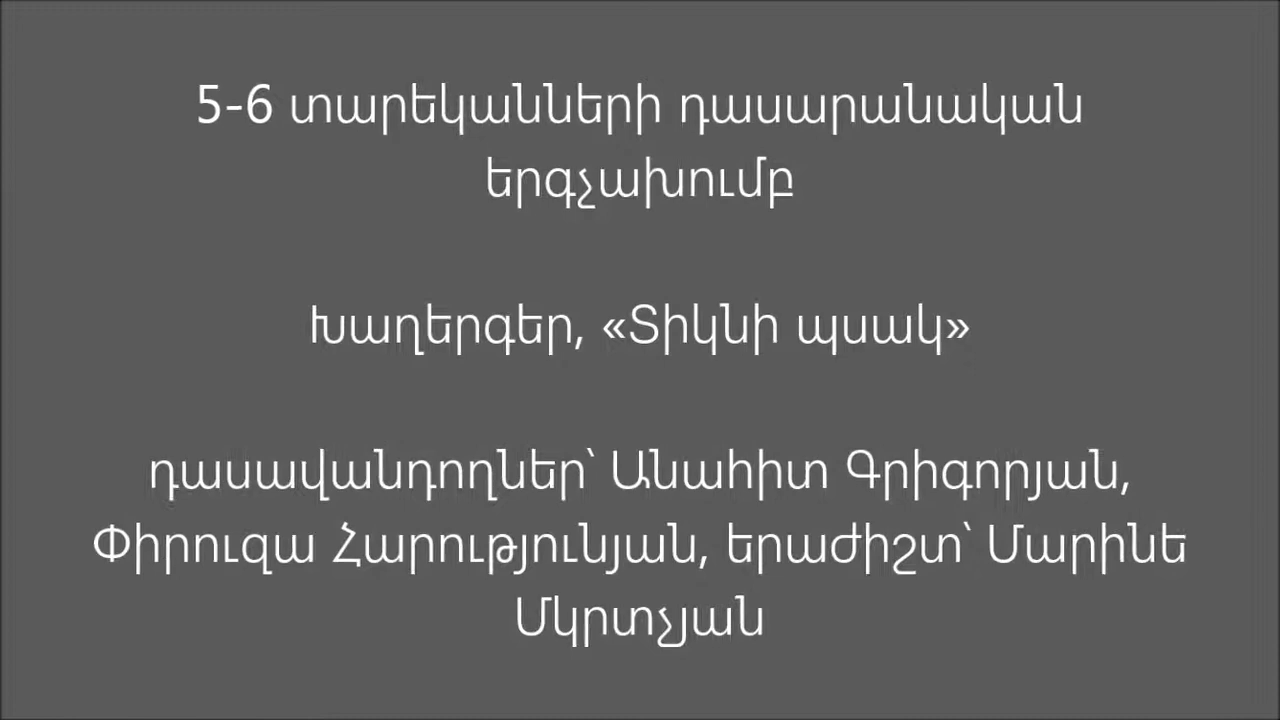 5-6 տարեկանների դասարանական
երգչախումբ
Խաղերգեր, «Տիկնի պսակ»
դասավանդողներ՝ Անահիտ Գրիգորյան,
Փիրուզա Հարությունյան, երաժիշտ՝ Մարինե
Մկրտչյան